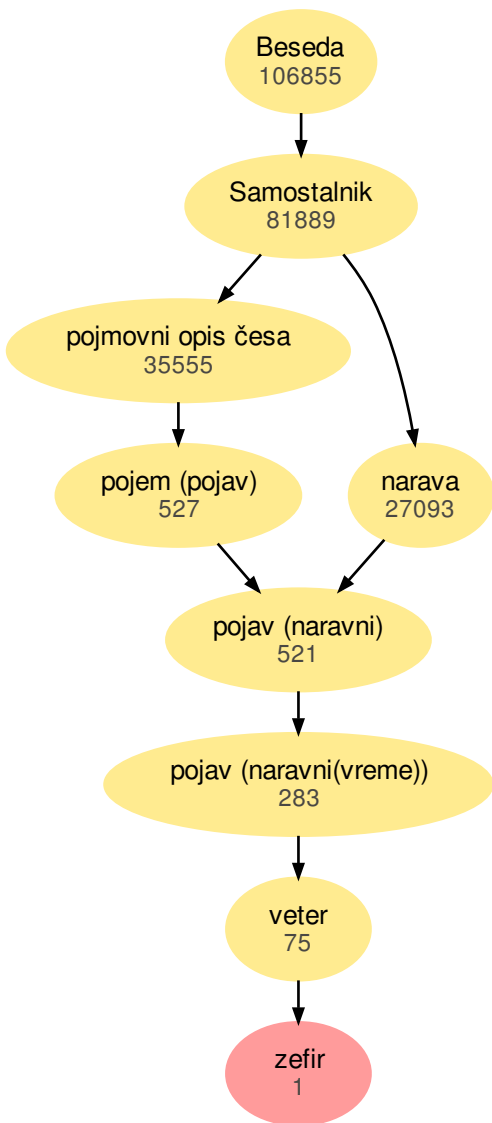 Beseda
106855
Samostalnik
81889
pojmovni opis česa
35555
pojem (pojav)
527
narava
27093
pojav (naravni)
521
pojav (naravni(vreme))
283
veter
75
zefir
1